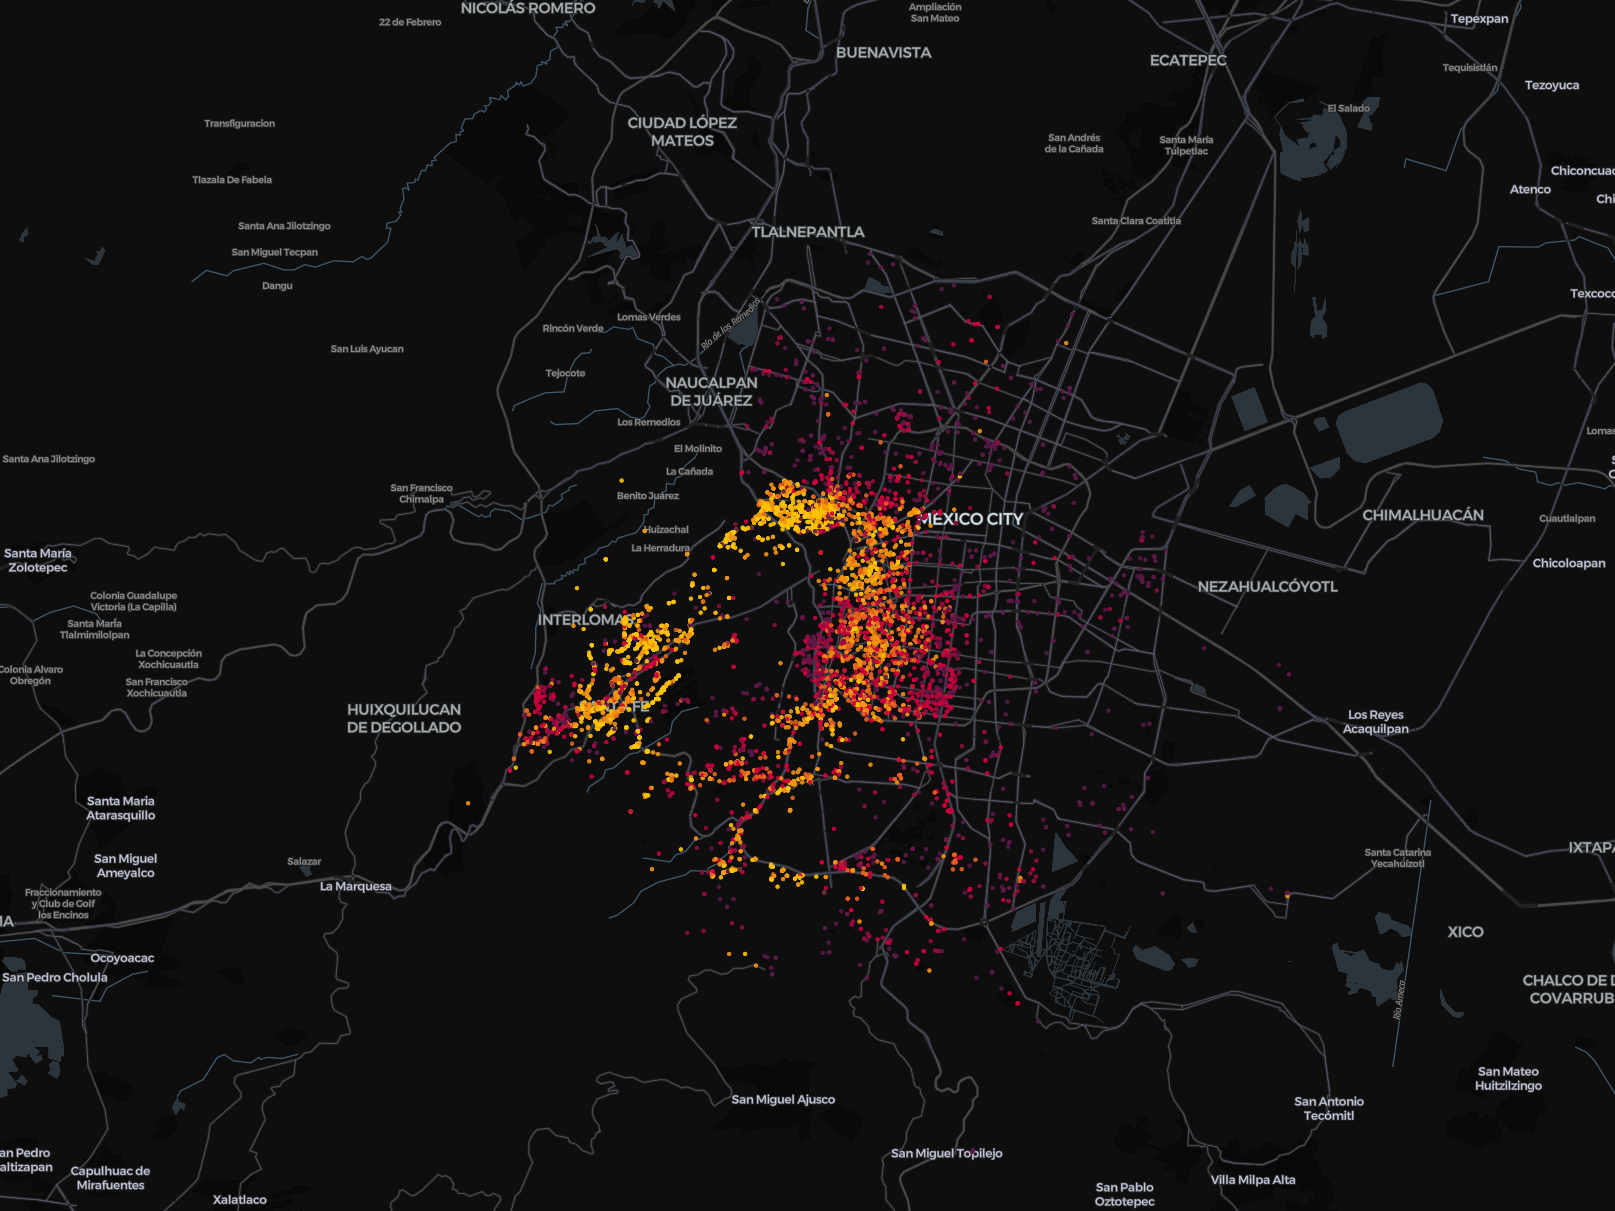 NICOLÁS ROMERO
22 de Febrero
Ampliación
San Mateo
BUENAVISTA
Tepexpan
ECATEPEC
Tequisistlán
Tezoyuca
El Salado
Transfiguracion
CIUDAD LÓPEZ
MATEOS
San Andrés
de la Cañada
Santa María
Tulpetlac
Tlazala De Fabela
Chiconcuac
Atenco
Chi
Santa Ana Jilotzingo
San Miguel Tecpan
Dangu
TLALNEPANTLA
Santa Clara Coatitla
Texcoco
Lomas Verdes
Rincón Verde
Río de los Remedios
San Luis Ayucan
Tejocote
NAUCALPAN
DE JUÁREZ
Los Remedios
El Molinito
La Cañada
Lomas
Santa Ana Jilotzingo
San Francisco
Chimalpa
Benito Juárez
Huizachal
La Herradura
MEXICO CITY
CHIMALHUACÁN
Cuautlalpan
Chicoloapan
NEZAHUALCÓYOTL
Santa María
Zolotepec
Colonia Guadalupe
Victoria (La Capilla)
Santa María
Tlalmimilolpan
La Concepción
Xochicuautla
San Francisco
Xochicuautla
Colonia Alvaro
Obregón
INTERLOMAS
HUIXQUILUCAN
DE DEGOLLADO
SANTA FE
Los Reyes
Acaquilpan
Santa Maria
Atarasquillo
San Miguel
Ameyalco
Salazar
La Marquesa
Fraccionamiento
y Club de Golf
los Encinos
MA
Santa Catarina
Yecahuízotl
IXTAPA
XICO
Ocoyoacac
San Pedro Cholula
CHALCO DE D
COVARRUB
Río Ameca
San Mateo
Huitzilzingo
San Miguel Ajusco
San Antonio
Tecómitl
San Miguel Topilejo
an Pedro
altizapan
Capulhuac de
Mirafuentes
Xalatlaco
San Pablo
Oztotepec
Villa Milpa Alta